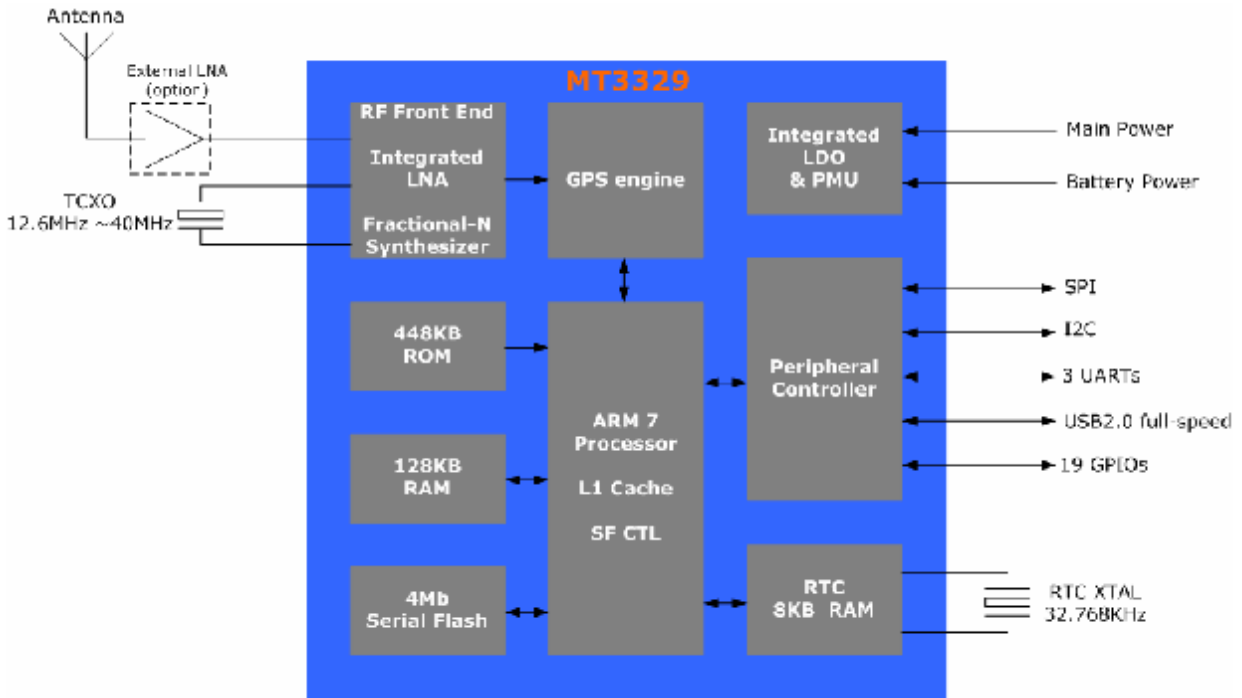 Antenna
External LNA
(option)
TCXO
12.6MHz ~40MHz
MT3329
RF Front End
Integrated
LNA
Fractional-N
Synthesizer
GPS engine
Integrated
LDO
& PMU
Main Power
Battery Power
448KB
ROM
128KB
RAM
4Mb
Serial Flash
ARM 7
Processor
L1 Cache
SF CTL
Peripheral
Controller
SPI
I2C
3 UARTs
USB2.0 full-speed
19 GPIOs
RTC
8KB RAM
RTC XTAL
32.768KHz